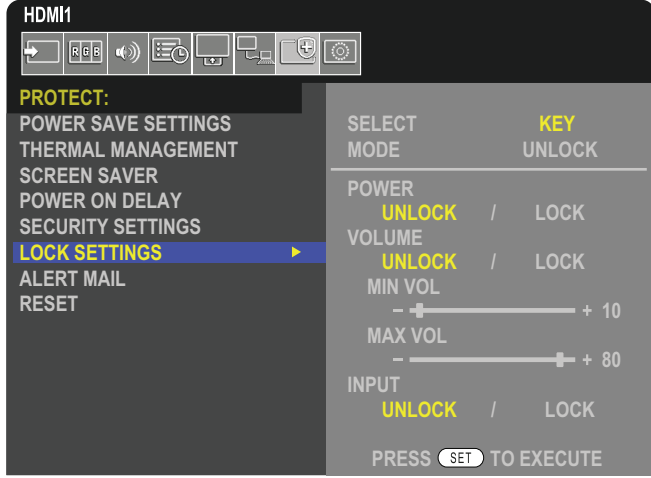 HDMI1
RGB
PROTECT:
POWER SAVE SETTINGS
THERMAL MANAGEMENT
SCREEN SAVER
POWER ON DELAY
SECURITY SETTINGS
LOCK SETTINGS
ALERT MAIL
RESET
SELECT KEY
MODE UNLOCK
POWER
UNLOCK / LOCK
VOLUME
UNLOCK / LOCK
MIN VOL
- + 10
MAX VOL
- + 80
INPUT
UNLOCK / LOCK
PRESS SET TO EXECUTE